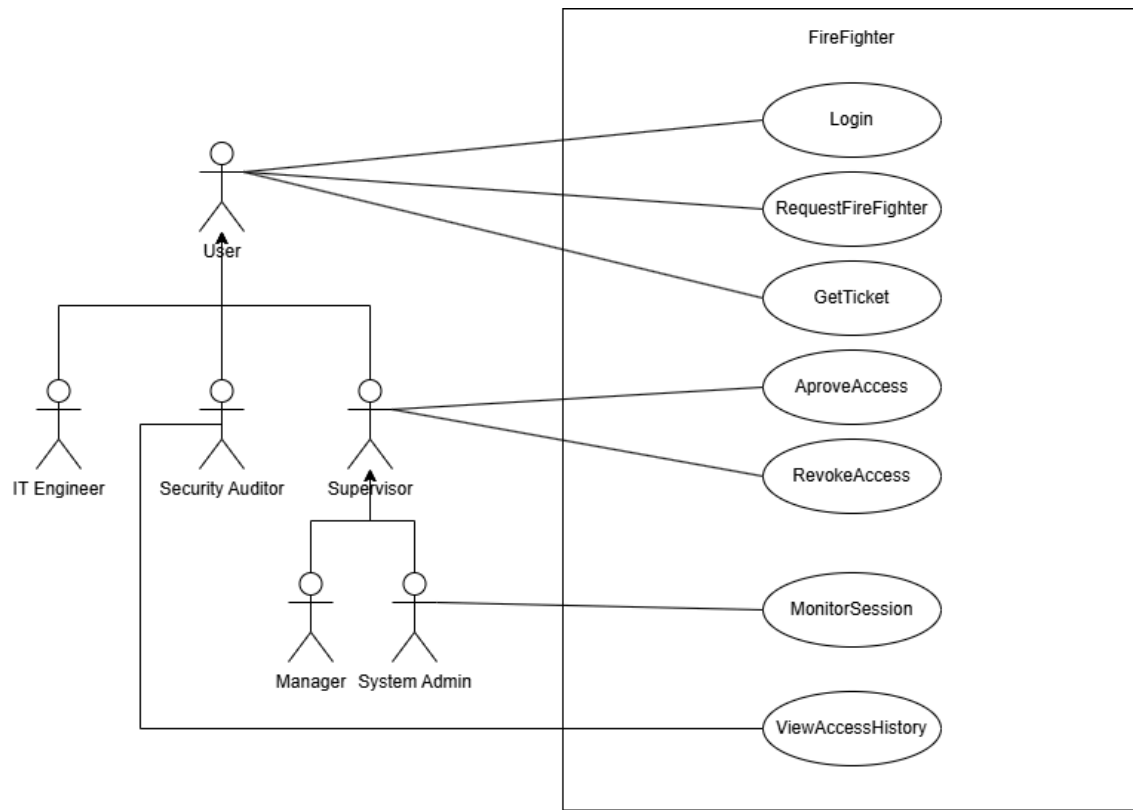 FireFighter
Login
User
RequestFireFighter
GetTicket
AproveAccess
RevokeAccess
IT Engineer
Security Auditor
Supervisor
MonitorSession
Manager
System Admin
ViewAccessHistory